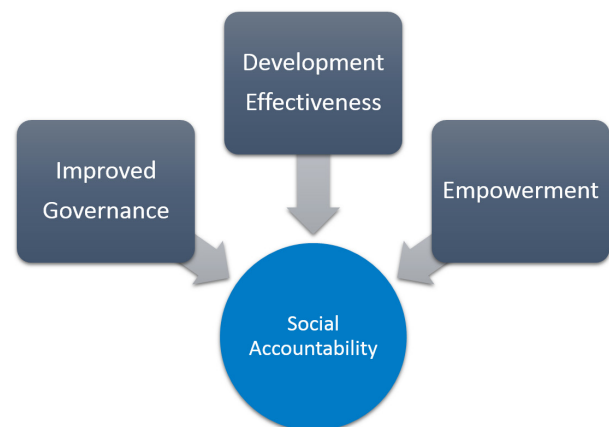 Development
Effectiveness
Improved
Governance
Empowerment
Social
Accountability